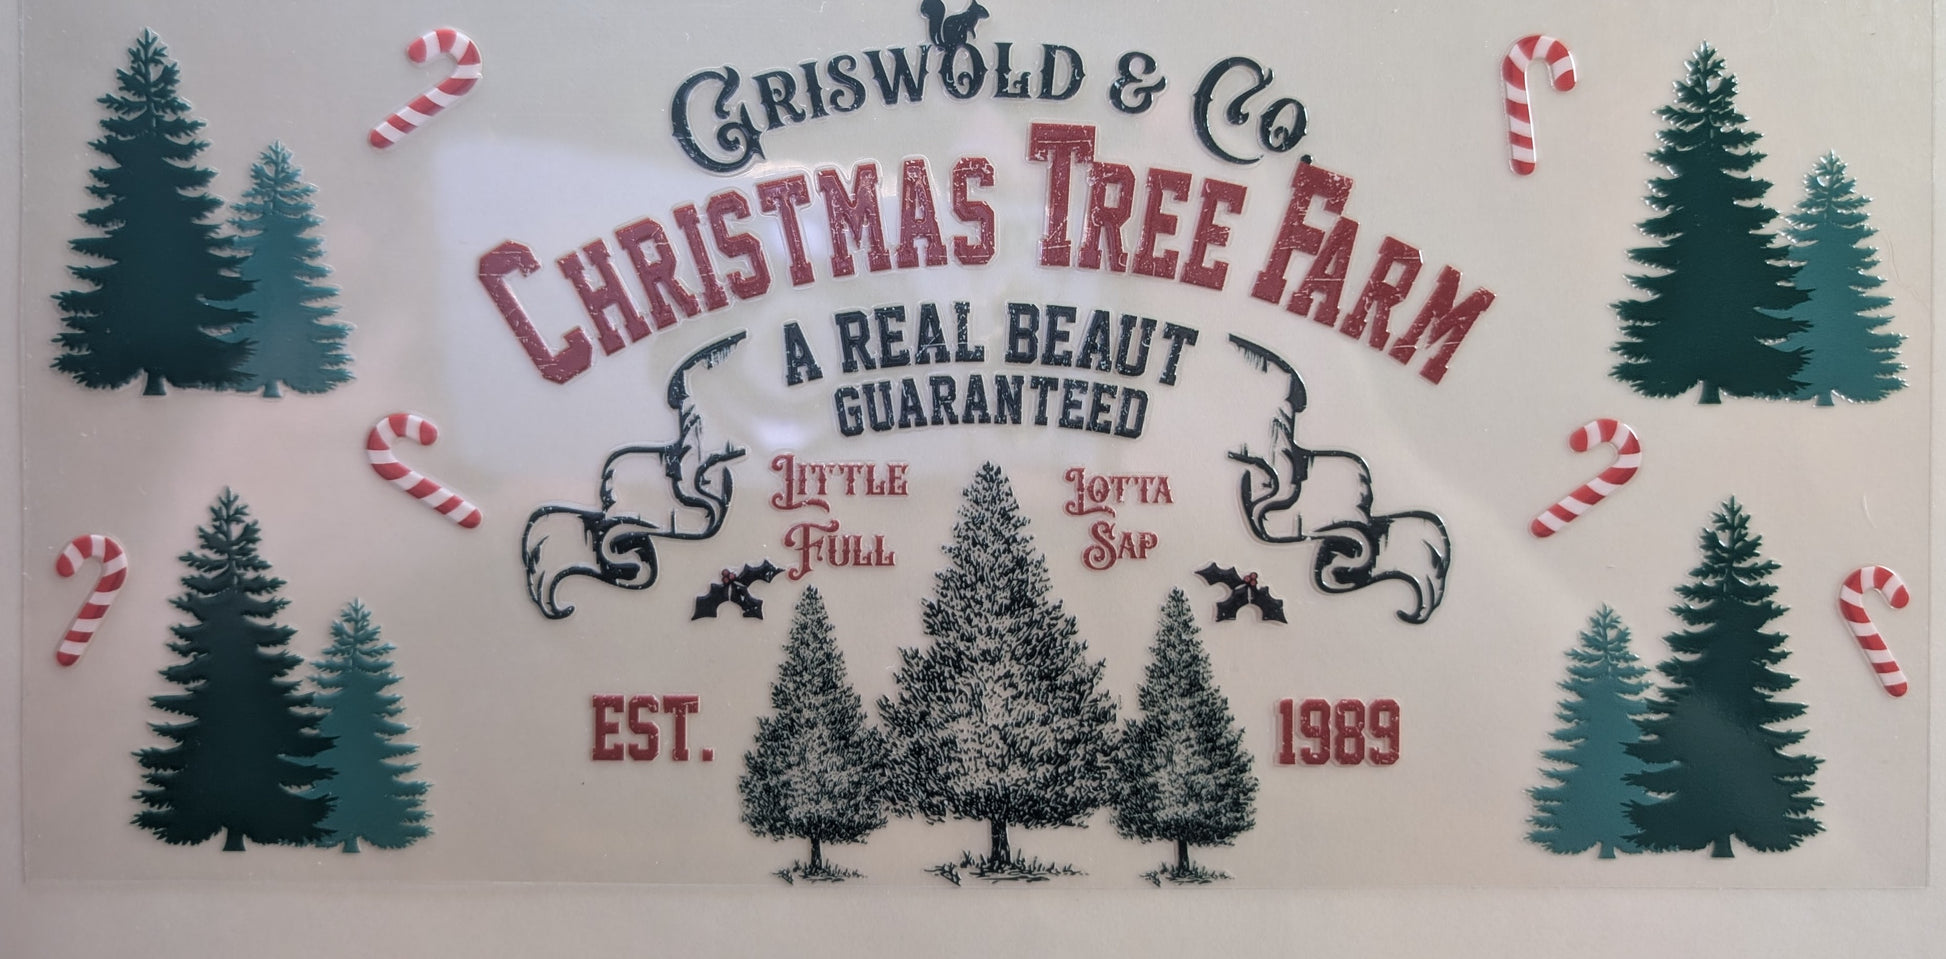 GRISWOLD & CO.
CHRISTMAS TREE FARM
A REAL BEAUT
GUARANTEED
LITTLE LOTTA
FULL SAP
EST. 1989